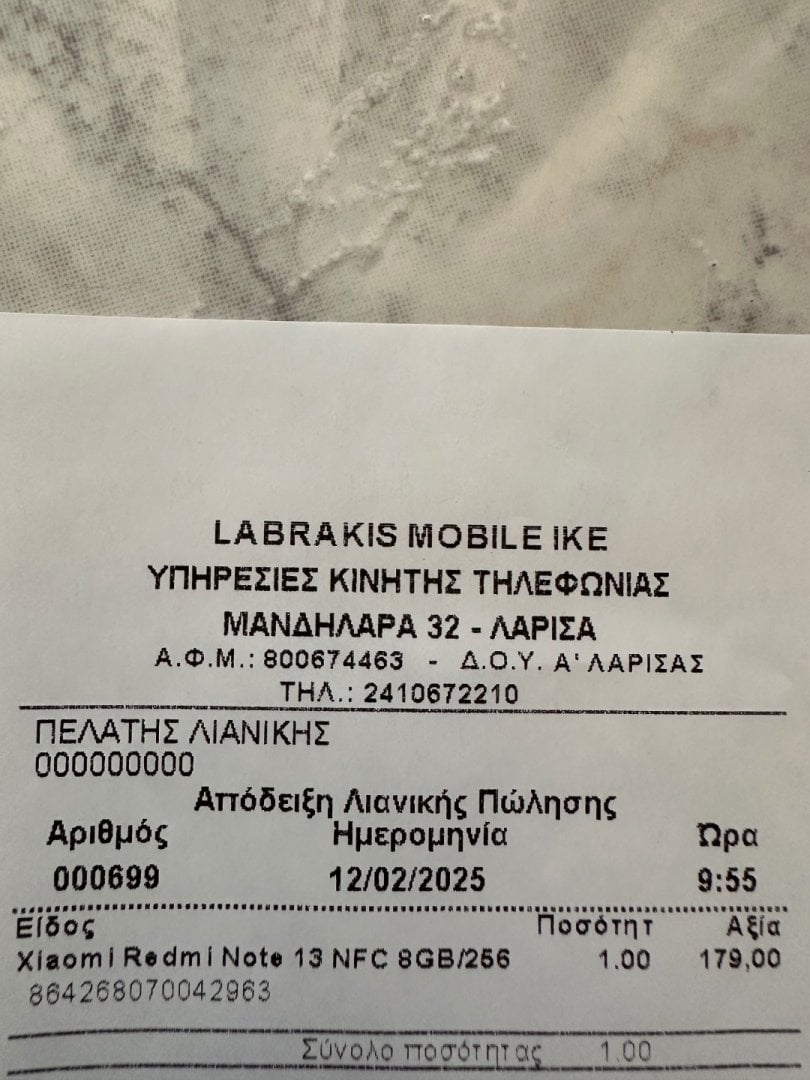 LABRAKIS MOBILE IKE
ΥΠΗΡΕΣΙΕΣ ΚΙΝΗΤΗΣ ΤΗΛΕΦΩΝΙΑΣ
ΜΑΝΔΗΛΑΡΑ 32 - ΛΑΡΙΣΑ
Α.Φ.Μ.: 800674463 - Δ.Ο.Υ. Α' ΛΑΡΙΣΑΣ
ΤΗΛ.: 2410672210
ΠΕΛΑΤΗΣ ΛΙΑΝΙΚΗΣ
000000000
Απόδειξη Λιανικής Πώλησης
Αριθμός Ημερομηνία Ώρα
000699 12/02/2025 9:55
Είδος Ποσότητ Αξία
Xiaomi Redmi Note 13 NFC 8GB/256 1.00 179,00
864268070042963
Σύνολο ποσότητας 1.00